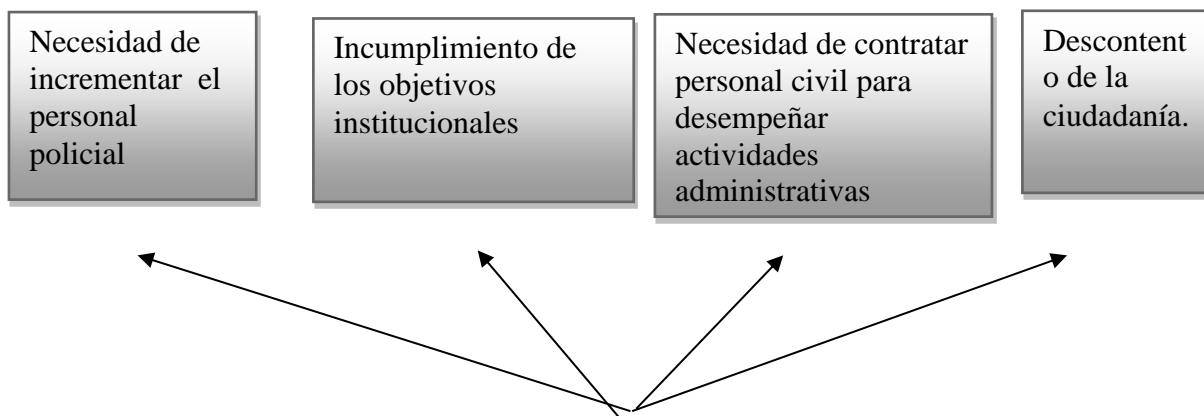 Necesidad de
incrementar el
personal
policial
Incumplimiento de
los objetivos
institucionales
Necesidad de contratar
personal civil para
desempeñar
actividades
administrativas
Descontent
o de la
ciudadanía.